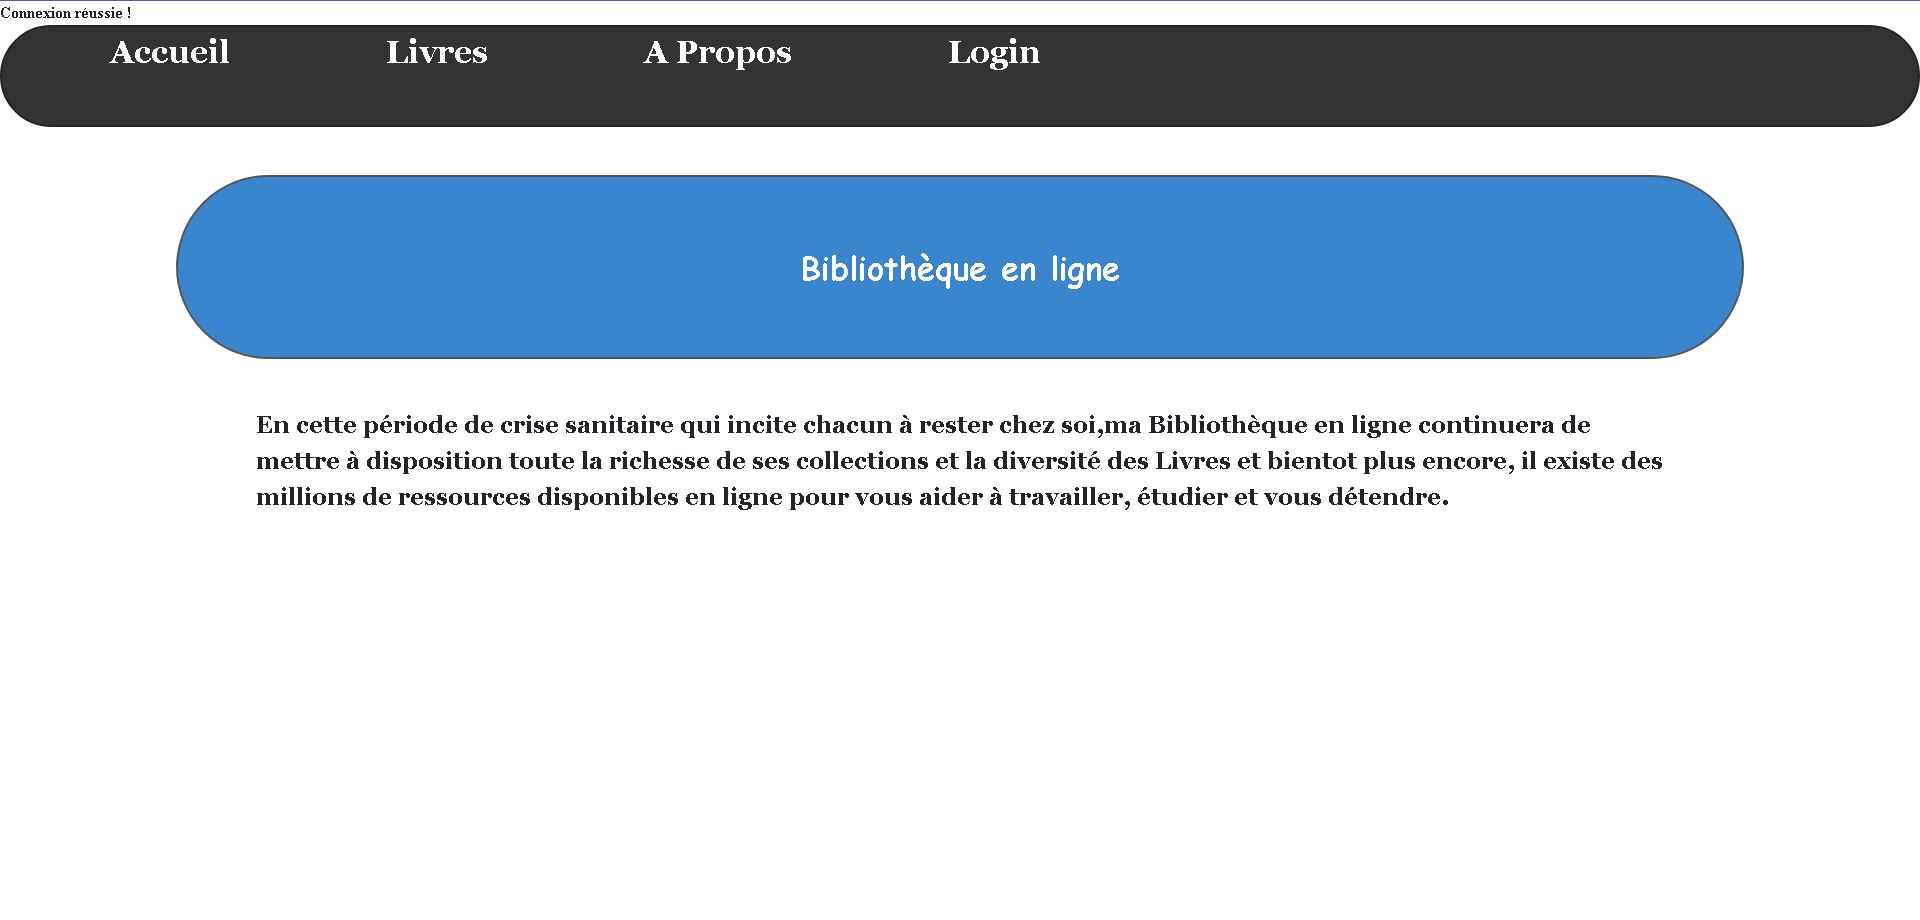 Connexion réussie !
Accueil Livres A Propos Login
Bibliothèque en ligne
En cette période de crise sanitaire qui incite chacun à rester chez soi,ma Bibliothèque en ligne continuera de
mettre à disposition toute la richesse de ses collections et la diversité des Livres et bientot plus encore, il existe des
millions de ressources disponibles en ligne pour vous aider à travailler, étudier et vous détendre.